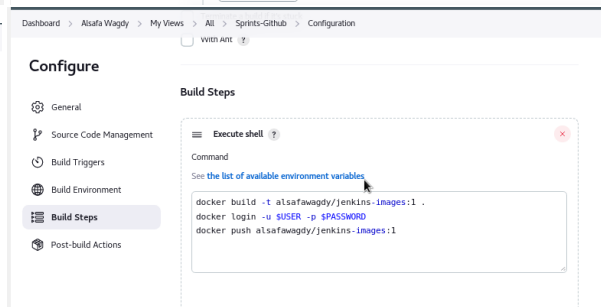 Dashboard > Alsafa Wagdy > My Views > All > Sprints-Github > Configuration
With Ant ?
Configure
General
Source Code Management
Build Triggers
Build Environment
Build Steps
Post-build Actions
Build Steps
Execute shell ?
Command
See the list of available environment variables
docker build -t alsafawagdy/jenkins-images:1 .
docker login -u $USER -p $PASSWORD
docker push alsafawagdy/jenkins-images:1